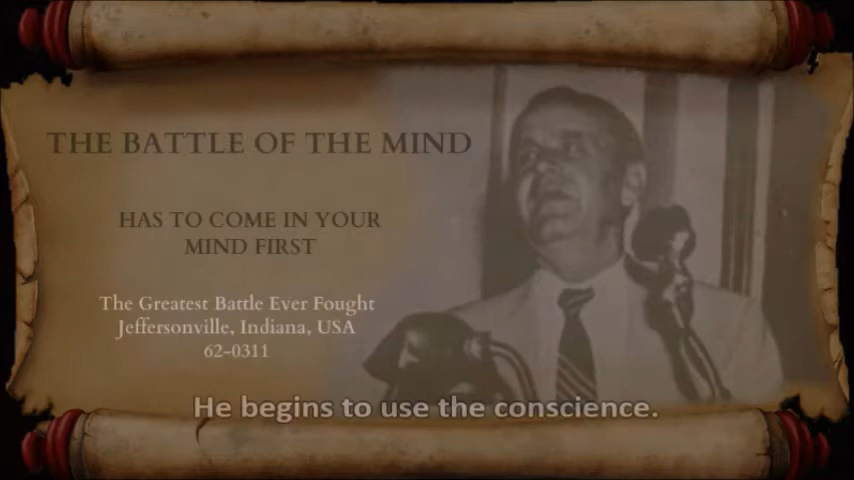 THE BATTLE OF THE MIND
HAS TO COME IN YOUR
MIND FIRST
The Greatest Battle Ever Fought
Jeffersonville, Indiana, USA
62-0311
He begins to use the conscience.